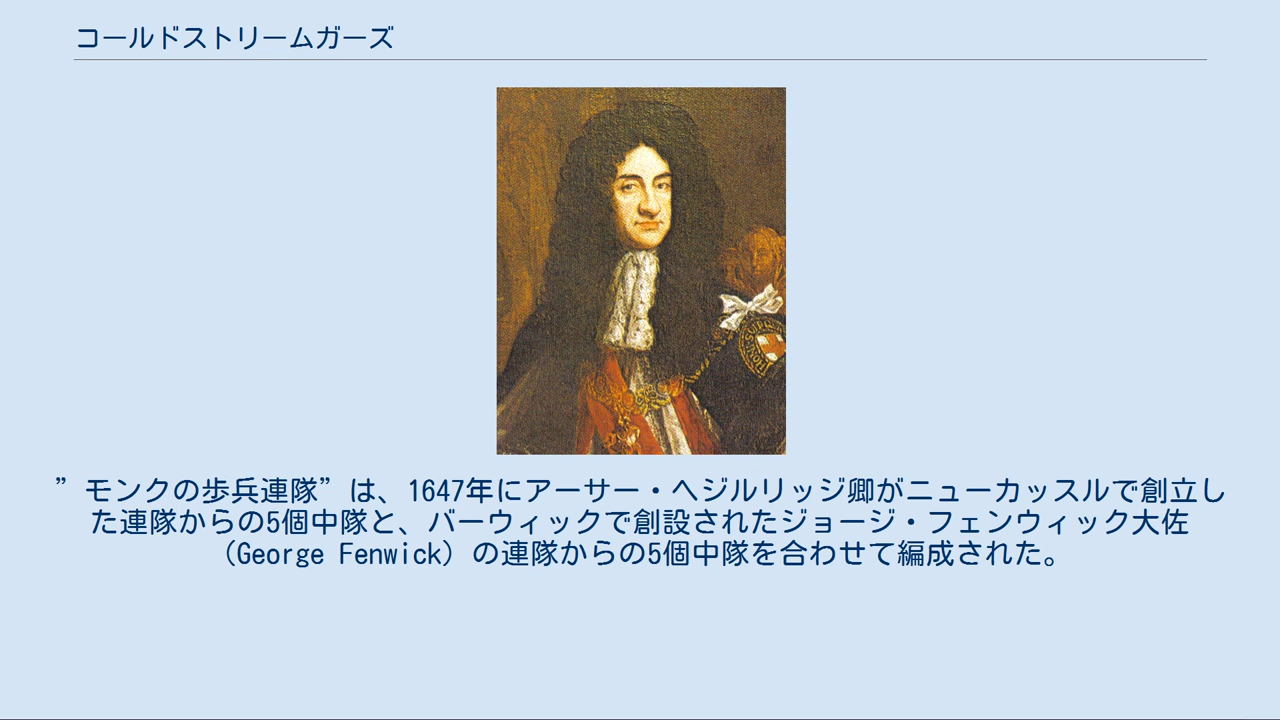 コールドストリームガーズ
”モンクの歩兵連隊”は、1647年にアーサー・ヘジルリッジ卿がニューカッスルで創立し
た連隊からの5個中隊と、バーウィックで創設されたジョージ・フェンウィック大佐
（George Fenwick）の連隊からの5個中隊を合わせて編成された。